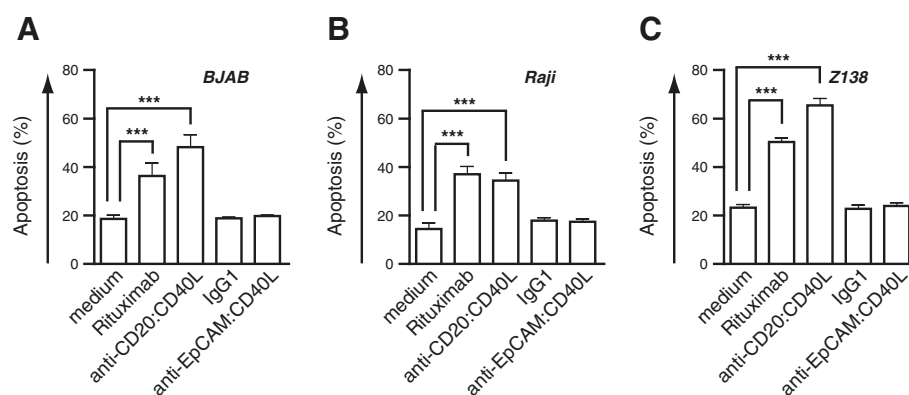 A
BJAB
Apoptosis (%)
80
60
40
20
0
***
***
medium
Rituximab
anti-CD20:CD40L
IgG1
anti-EpCAM:CD40L
B
Raji
Apoptosis (%)
80
60
40
20
0
***
***
medium
Rituximab
anti-CD20:CD40L
IgG1
anti-EpCAM:CD40L
C
Z138
Apoptosis (%)
80
60
40
20
0
***
***
medium
Rituximab
anti-CD20:CD40L
IgG1
anti-EpCAM:CD40L